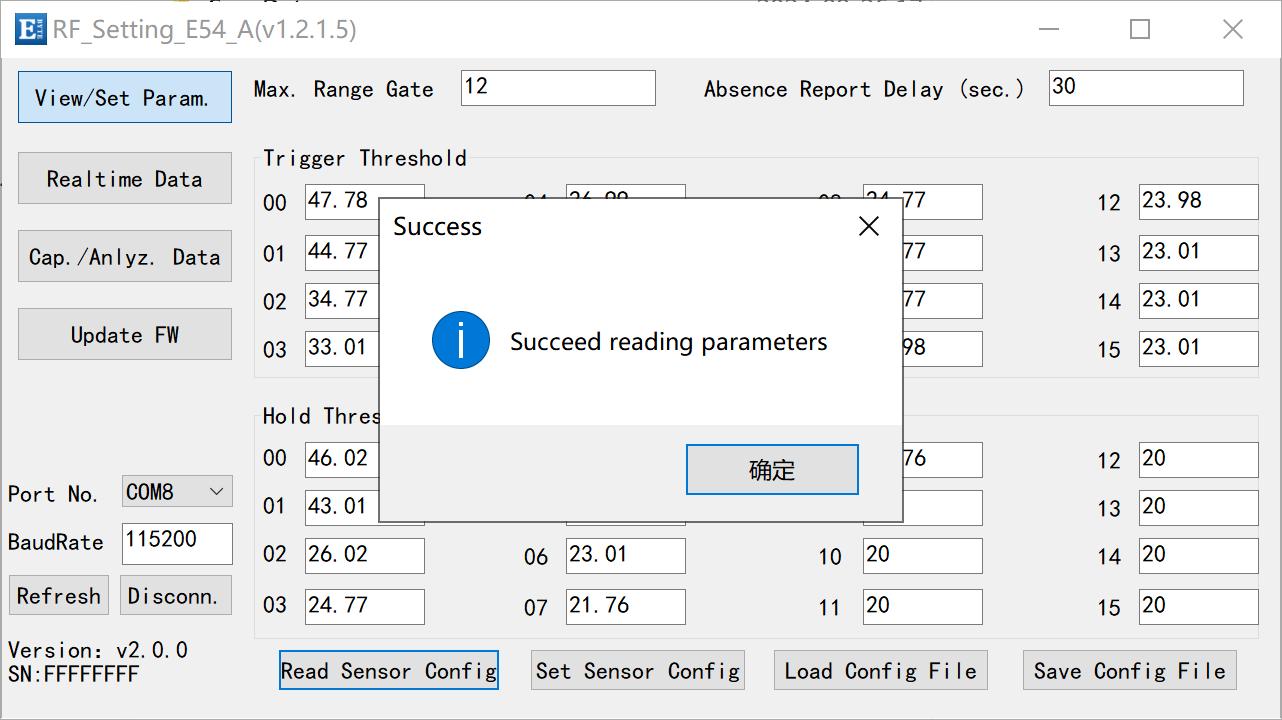 RF_Setting_E54_A(v1.2.1.5)
View/Set Param.
Max. Range Gate 12 Absence Report Delay (sec.) 30
Realtime Data
Cap./Anlyz. Data
Update FW
Trigger Threshold
00 47.78 12 23.98
01 44.77 77 13 23.01
02 34.77 77 14 23.01
03 33.01 98 15 23.01
Success
Succeed reading parameters
确定
Hold Thres
00 46.02 76 12 20
01 43.01 13 20
02 26.02 06 23.01 10 20 14 20
03 24.77 07 21.76 11 20 15 20
Port No. COM8
BaudRate 115200
Refresh Disconn.
Version: v2.0.0
SN:FFFFFFFF
Read Sensor Config Set Sensor Config Load Config File Save Config File